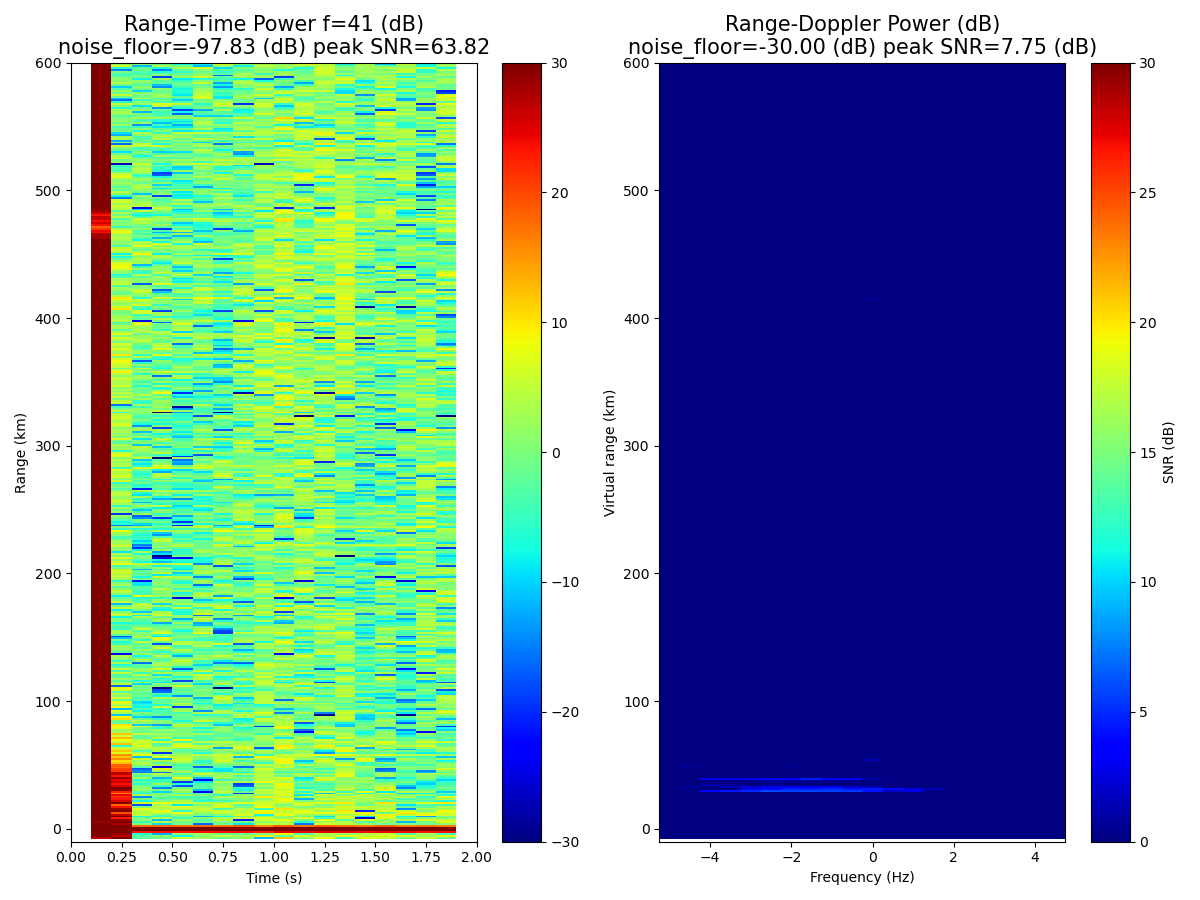 Range-Time Power f=41 (dB)
noise_floor=-97.83 (dB) peak SNR=63.82
Range-Doppler Power (dB)
noise_floor=-30.00 (dB) peak SNR=7.75 (dB)
600
500
400
300
200
100
0
Range (km)
0.00 0.25 0.50 0.75 1.00 1.25 1.50 1.75 2.00
Time (s)
30
20
10
0
−10
−20
−30
600
500
400
300
200
100
0
Virtual range (km)
−4 −2 0 2 4
Frequency (Hz)
30
25
20
15
10
5
0
SNR (dB)